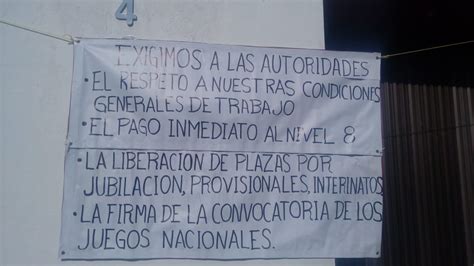 4
EXIGIMOS A LAS AUTORIDADES
• EL RESPETO A NUESTRAS CONDICIONES
GENERALES DE TRABAJO
• EL PAGO INMEDIATO AL NIVEL 8
• LA LIBERACION DE PLAZAS POR
JUBILACION, PROVISIONALES, INTERINATOS
• LA FIRMA DE LA CONVOCATORIA DE LOS
JUEGOS NACIONALES.